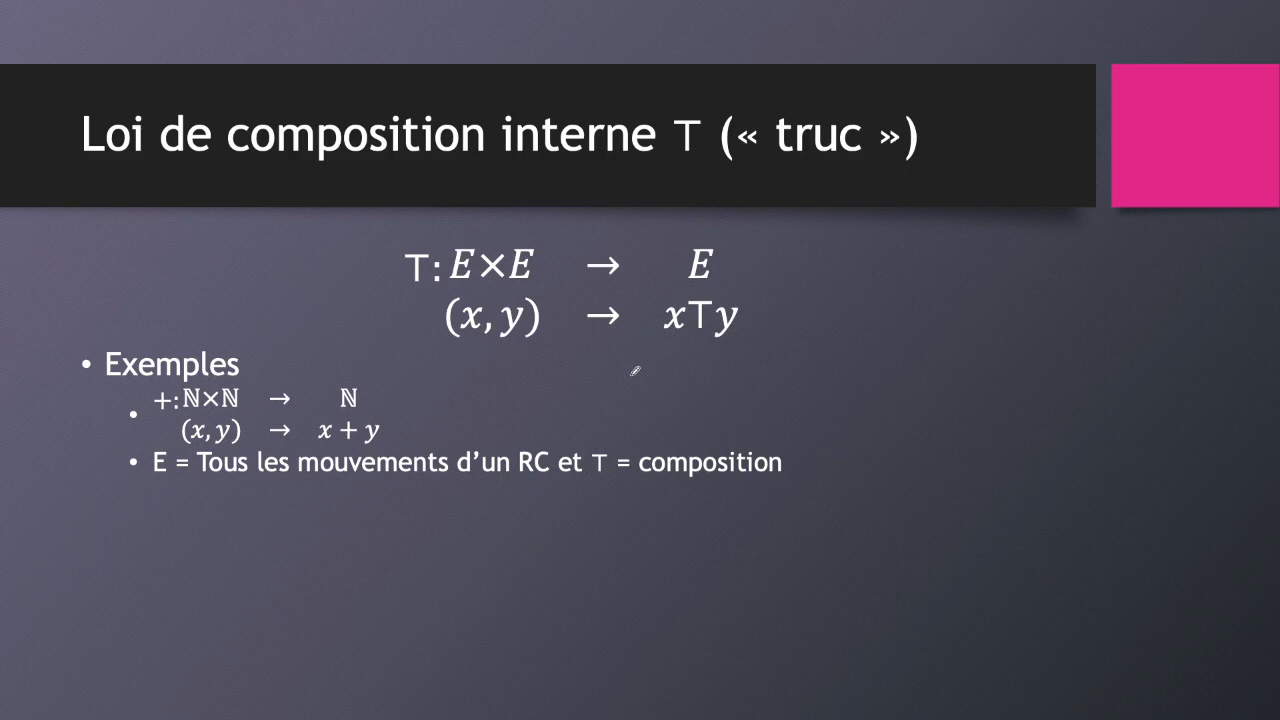 Loi de composition interne ⊤ (« truc »)
⊤: E×E → E
(x, y) → x⊤y
• Exemples
• +: ℕ×ℕ → ℕ
(x, y) → x + y
• E = Tous les mouvements d’un RC et ⊤ = composition